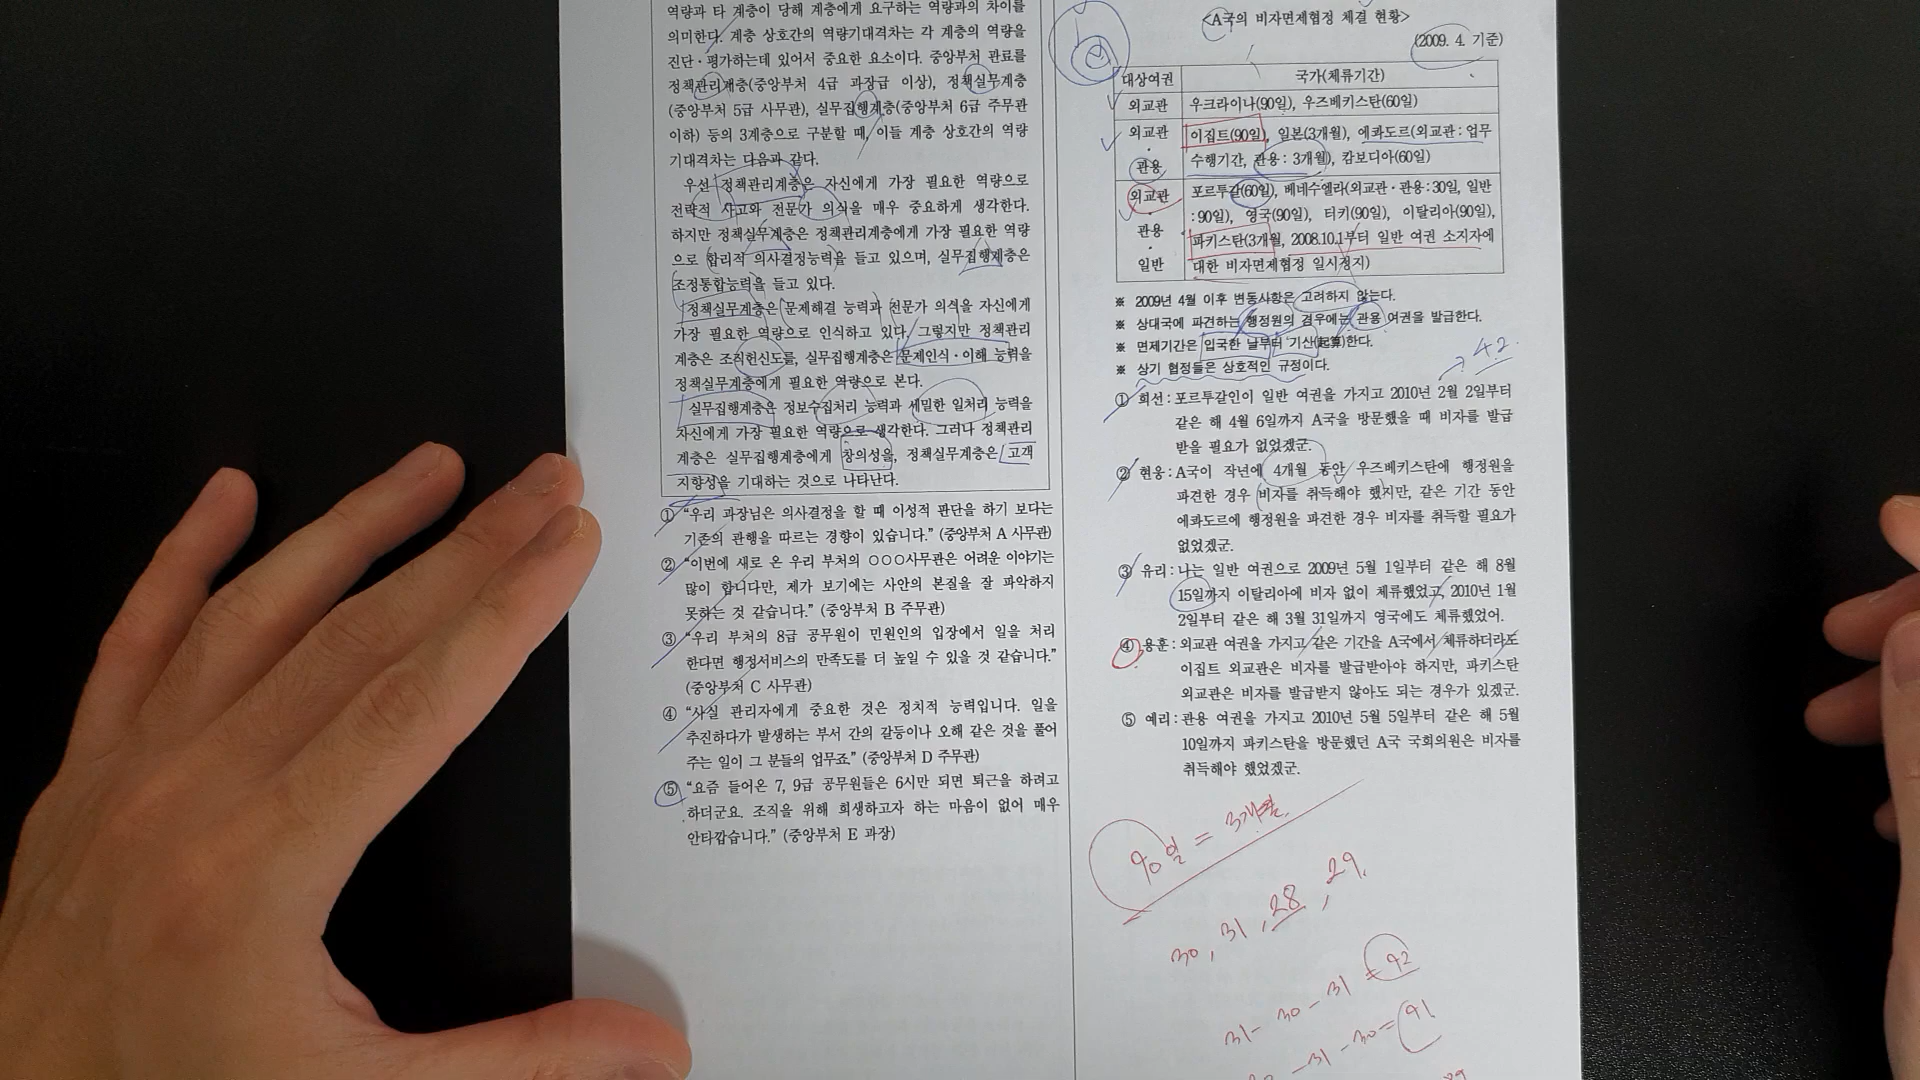 역량과 타 계층이 당해 계층에게 요구하는 역량과의 차이를
의미한다. 계층 상호간의 역량기대격차는 각 계층의 역량을
진단·평가하는데 있어서 중요한 요소이다. 중앙부처 관료를
정책관리계층(중앙부처 4급 과장급 이상), 정책실무계층
(중앙부처 5급 사무관), 실무집행계층(중앙부처 6급 주무관
이하) 등의 3계층으로 구분할 때, 이들 계층 상호간의 역량
기대격차는 다음과 같다.
우선 정책관리계층은 자신에게 가장 필요한 역량으로
전략적 사고와 전문가 의식을 매우 중요하게 생각한다.
하지만 정책실무계층은 정책관리계층에게 가장 필요한 역량
으로 합리적 의사결정능력을 들고 있으며, 실무집행계층은
조정통합능력을 들고 있다.
정책실무계층은 문제해결 능력과 전문가 의식을 자신에게
가장 필요한 역량으로 인식하고 있다. 그렇지만 정책관리
계층은 조직헌신도를, 실무집행계층은 문제인식·이해 능력을
정책실무계층에게 필요한 역량으로 본다.
실무집행계층은 정보수집처리 능력과 세밀한 일처리 능력을
자신에게 가장 필요한 역량으로 생각한다. 그러나 정책관리
계층은 실무집행계층에게 창의성을, 정책실무계층은 고객
지향성을 기대하는 것으로 나타난다.
① “우리 과장님은 의사결정을 할 때 이성적 판단을 하기 보다는
기존의 관행을 따르는 경향이 있습니다.” (중앙부처 A 사무관)
② “이번에 새로 온 우리 부처의 ○○○사무관은 어려운 이야기는
많이 합니다만, 제가 보기에는 사안의 본질을 잘 파악하지
못하는 것 같습니다.” (중앙부처 B 주무관)
③ “우리 부처의 8급 공무원이 민원인의 입장에서 일을 처리
한다면 행정서비스의 만족도를 더 높일 수 있을 것 같습니다.”
(중앙부처 C 사무관)
④ “사실 관리자에게 중요한 것은 정치적 능력입니다. 일을
추진하다가 발생하는 부서 간의 갈등이나 오해 같은 것을 풀어
주는 일이 그 분들의 업무죠.” (중앙부처 D 주무관)
⑤ “요즘 들어온 7, 9급 공무원들은 6시만 되면 퇴근을 하려고
하더군요. 조직을 위해 희생하고자 하는 마음이 없어 매우
안타깝습니다.” (중앙부처 E 과장)
<A국의 비자면제협정 체결 현황>
(2009. 4. 기준)
대상여권 국가(체류기간)
외교관 우크라이나(90일), 우즈베키스탄(60일)
외교관 · 관용 이집트(90일), 일본(3개월), 에콰도르(외교관 : 업무
수행기간, 관용 : 3개월), 캄보디아(60일)
외교관 · 관용 · 일반 포르투갈(60일), 베네수엘라(외교관·관용:30일, 일반
:90일), 영국(90일), 터키(90일), 이탈리아(90일),
파키스탄(3개월, 2008.10.1부터 일반 여권 소지자에
대한 비자면제협정 일시정지)
※ 2009년 4월 이후 변동사항은 고려하지 않는다.
※ 상대국에 파견하는 행정원의 경우에는 관용 여권을 발급한다.
※ 면제기간은 입국한 날부터 기산(起算)한다.
※ 상기 협정들은 상호적인 규정이다.
42
① 희선 : 포르투갈인이 일반 여권을 가지고 2010년 2월 2일부터
같은 해 4월 6일까지 A국을 방문했을 때 비자를 발급
받을 필요가 없었겠군.
② 현웅 : A국이 작년에 4개월 동안 우즈베키스탄에 행정원을
파견한 경우 비자를 취득해야 했지만, 같은 기간 동안
에콰도르에 행정원을 파견한 경우 비자를 취득할 필요가
없었겠군.
③ 유리 : 나는 일반 여권으로 2009년 5월 1일부터 같은 해 8월
15일까지 이탈리아에 비자 없이 체류했었고, 2010년 1월
2일부터 같은 해 3월 31일까지 영국에도 체류했었어.
④ 용훈 : 외교관 여권을 가지고 같은 기간을 A국에서 체류하더라도
이집트 외교관은 비자를 발급받아야 하지만, 파키스탄
외교관은 비자를 발급받지 않아도 되는 경우가 있겠군.
⑤ 예리 : 관용 여권을 가지고 2010년 5월 5일부터 같은 해 5월
10일까지 파키스탄을 방문했던 A국 국회의원은 비자를
취득해야 했었겠군.
90일 = 3개월
30, 31, 28, 29
31 - 30 - 31 = 92
- 31 - 30 = 91